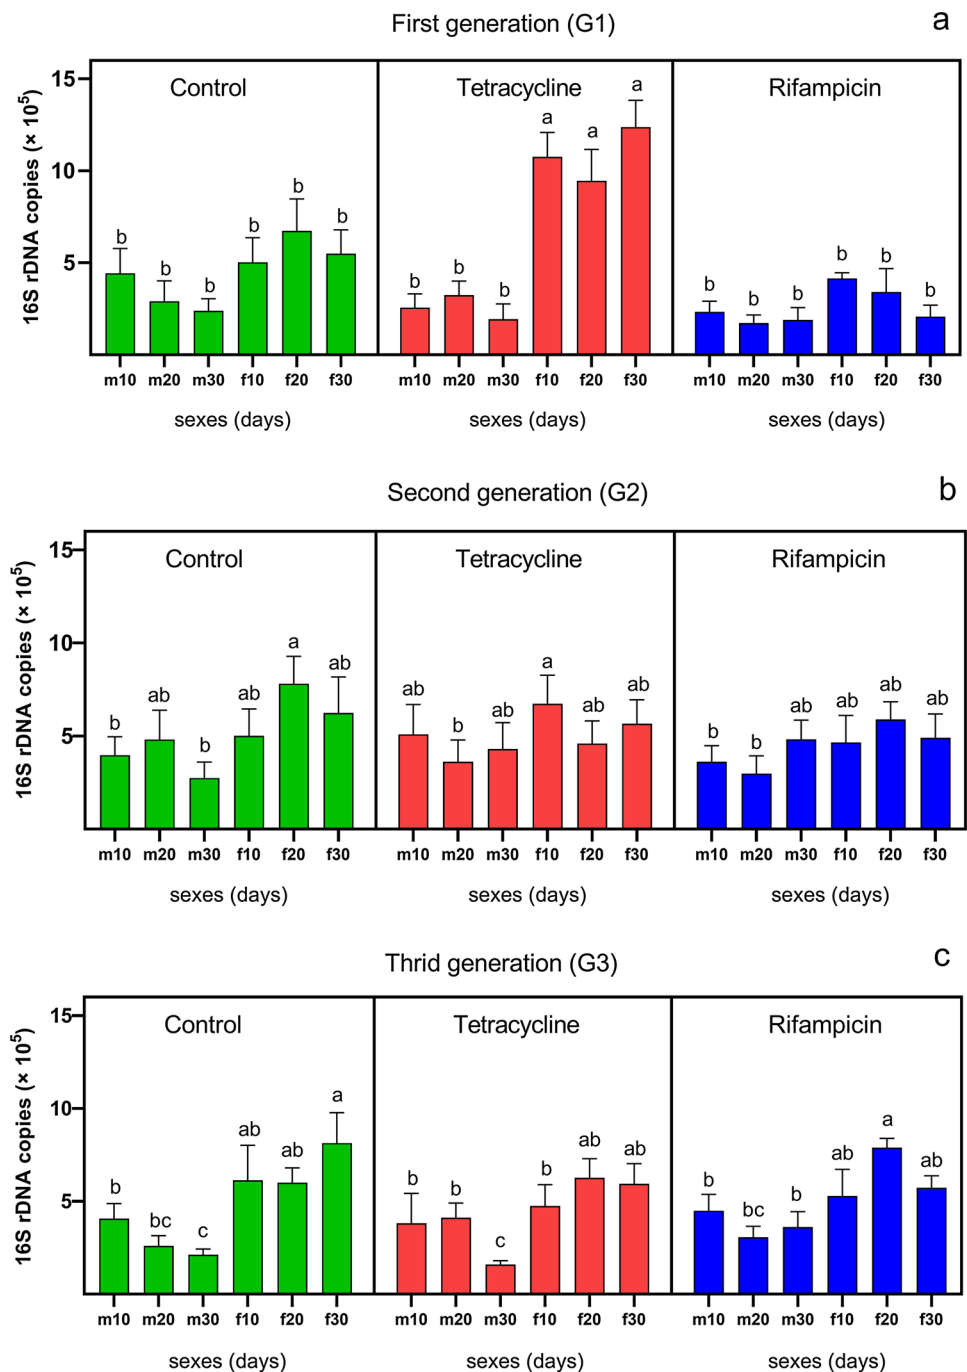 First generation (G1)
a
16S rDNA copies (× 10⁵)
15
10
5
Control
b b b b b b
m10 m20 m30 f10 f20 f30
sexes (days)
Tetracycline
b b b a a a
m10 m20 m30 f10 f20 f30
sexes (days)
Rifampicin
b b b b b b
m10 m20 m30 f10 f20 f30
sexes (days)
Second generation (G2)
b
16S rDNA copies (× 10⁵)
15
10
5
Control
b ab b ab a ab
m10 m20 m30 f10 f20 f30
sexes (days)
Tetracycline
ab b ab a ab ab
m10 m20 m30 f10 f20 f30
sexes (days)
Rifampicin
b b ab ab ab ab
m10 m20 m30 f10 f20 f30
sexes (days)
Thrid generation (G3)
c
16S rDNA copies (× 10⁵)
15
10
5
Control
b bc c ab ab a
m10 m20 m30 f10 f20 f30
sexes (days)
Tetracycline
b b c b ab ab
m10 m20 m30 f10 f20 f30
sexes (days)
Rifampicin
b bc b ab a ab
m10 m20 m30 f10 f20 f30
sexes (days)